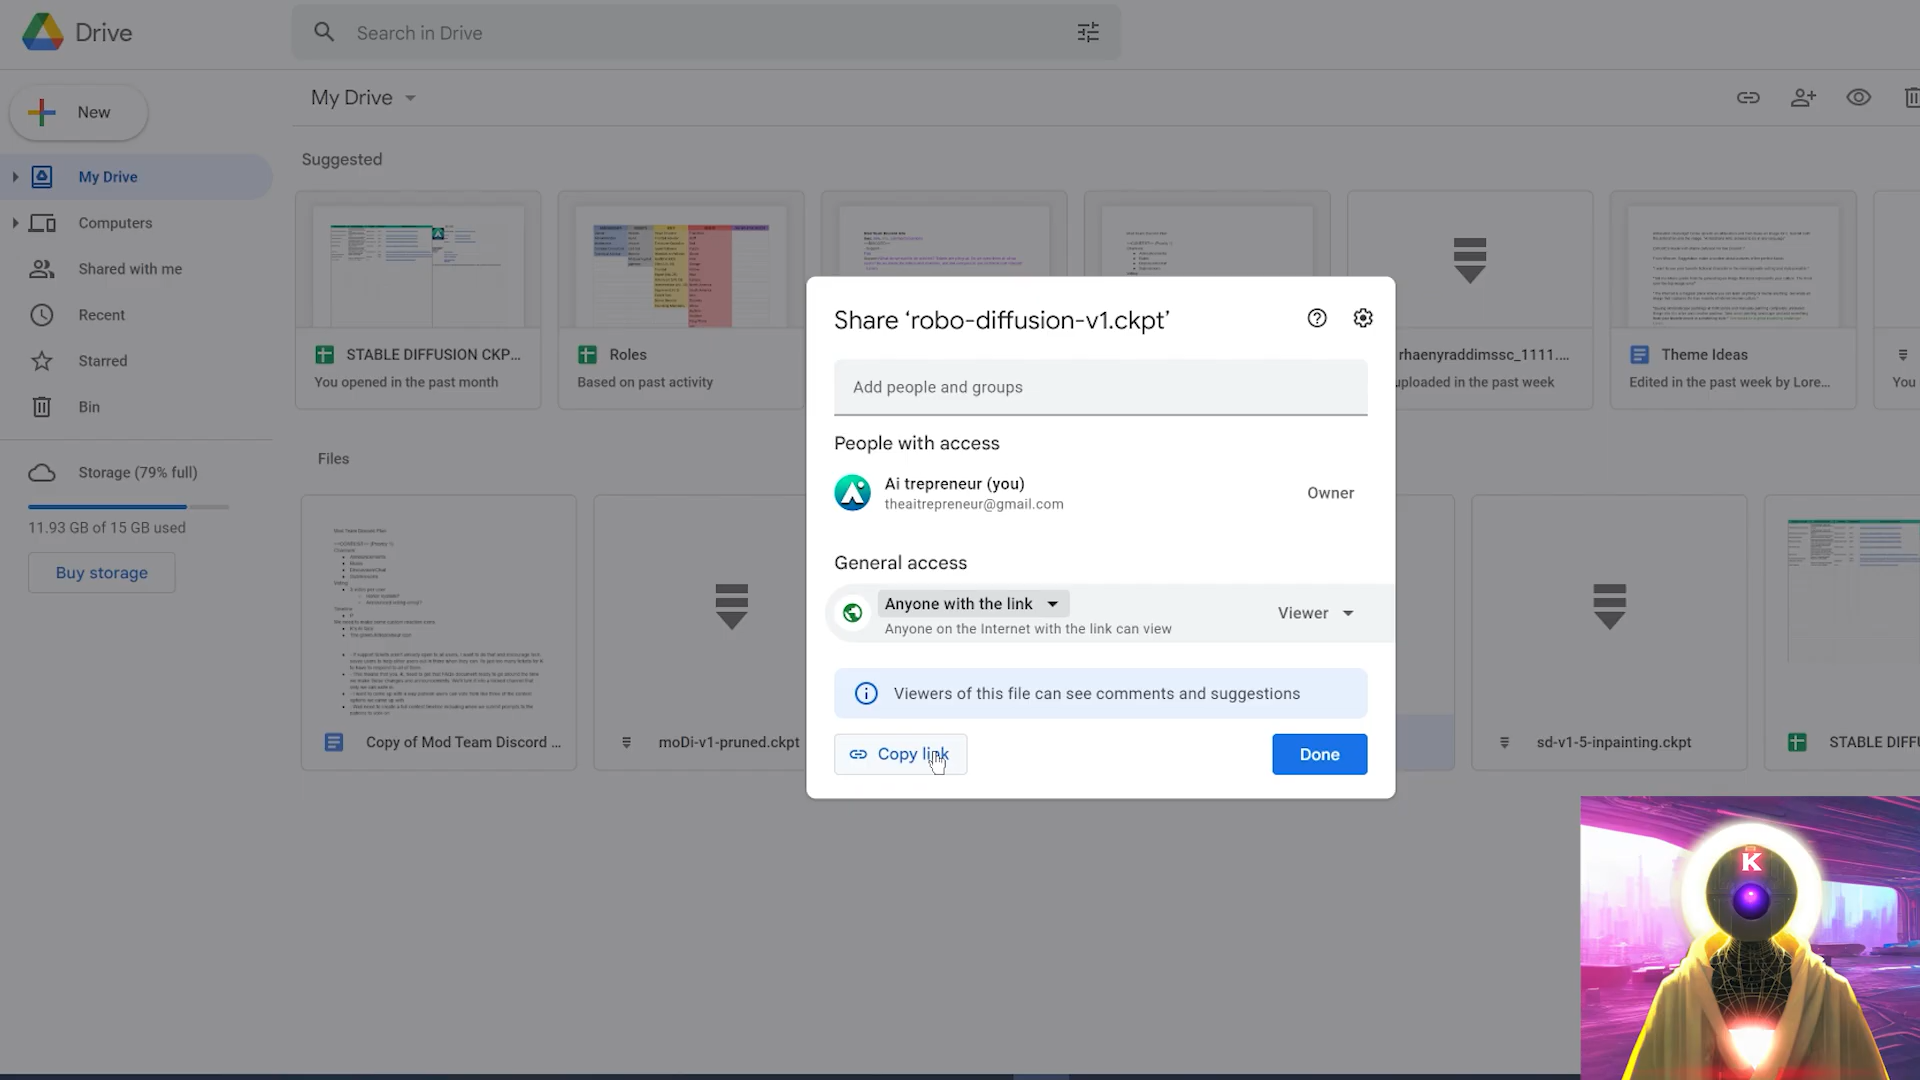 Drive
Search in Drive
New
My Drive
My Drive
Computers
Shared with me
Recent
Starred
Bin
Storage (79% full)
11.93 GB of 15 GB used
Buy storage
Suggested
STABLE DIFFUSION CKP...
You opened in the past month
Roles
Based on past activity
rhaenyraddimssc_1111....
uploaded in the past week
Theme Ideas
Edited in the past week by Lore...
You
Files
Copy of Mod Team Discord ...
moDi-v1-pruned.ckpt
sd-v1-5-inpainting.ckpt
STABLE DIFFU
Share ‘robo-diffusion-v1.ckpt’
Add people and groups
People with access
Ai trepreneur (you)
theaitrepreneur@gmail.com
Owner
General access
Anyone with the link
Anyone on the Internet with the link can view
Viewer
Viewers of this file can see comments and suggestions
Copy link
Done
K